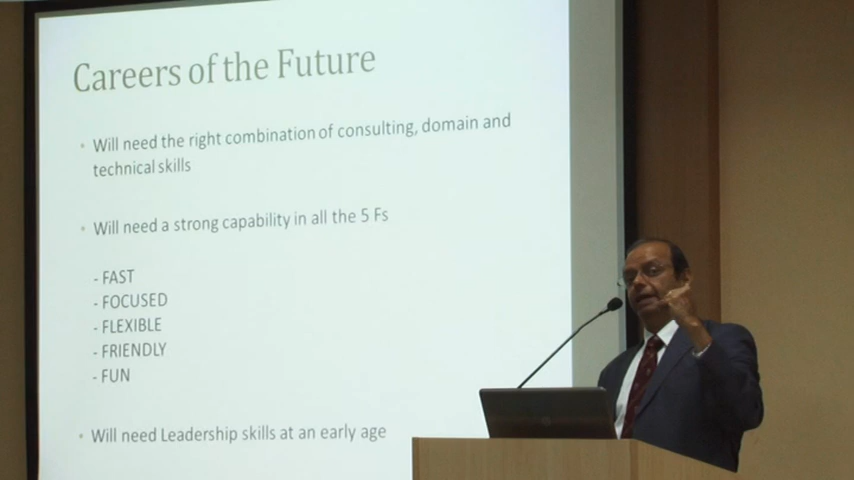 Careers of the Future
• Will need the right combination of consulting, domain and
technical skills
• Will need a strong capability in all the 5 Fs
- FAST
- FOCUSED
- FLEXIBLE
- FRIENDLY
- FUN
• Will need Leadership skills at an early age